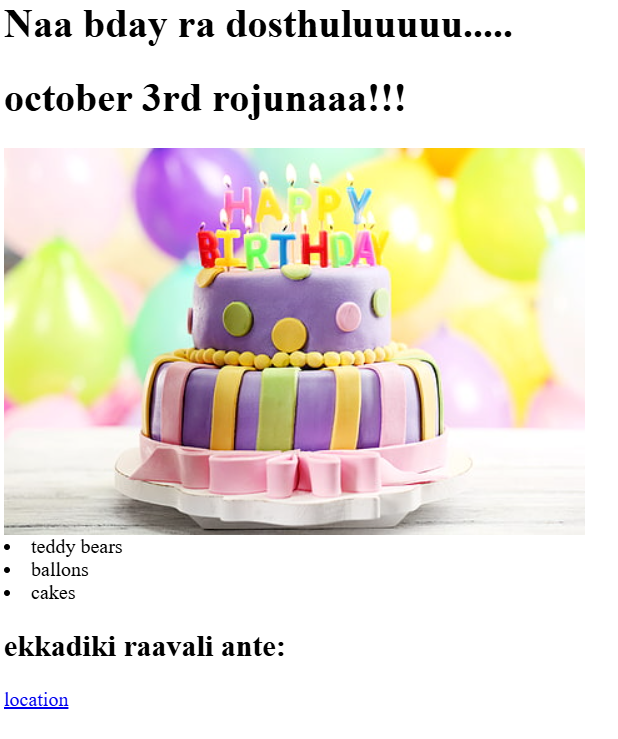 Naa bday ra dosthuluuuuu.....
october 3rd rojunaaa!!!
HAPPY
BIRTHDAY
teddy bears
ballons
cakes
ekkadiki raavali ante:
location